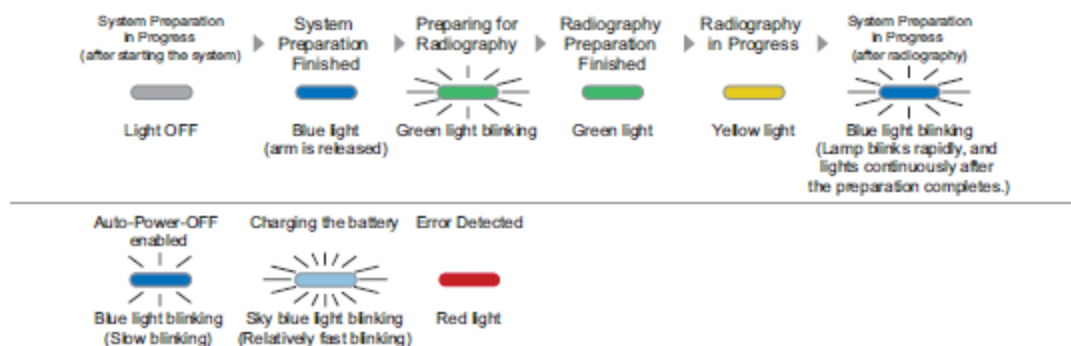 System Preparation
in Progress
(after starting the system)
System
Preparation
Finished
Preparing for
Radiography
Radiography
Preparation
Finished
Radiography
in Progress
System Preparation
in Progress
(after radiography)
Light OFF
Blue light
(arm is released)
Green light blinking
Green light
Yellow light
Blue light blinking
(Lamp blinks rapidly, and
lights continuously after
the preparation completes.)
Auto-Power-OFF
enabled
Charging the battery
Error Detected
Blue light blinking
(Slow blinking)
Sky blue light blinking
(Relatively fast blinking)
Red light